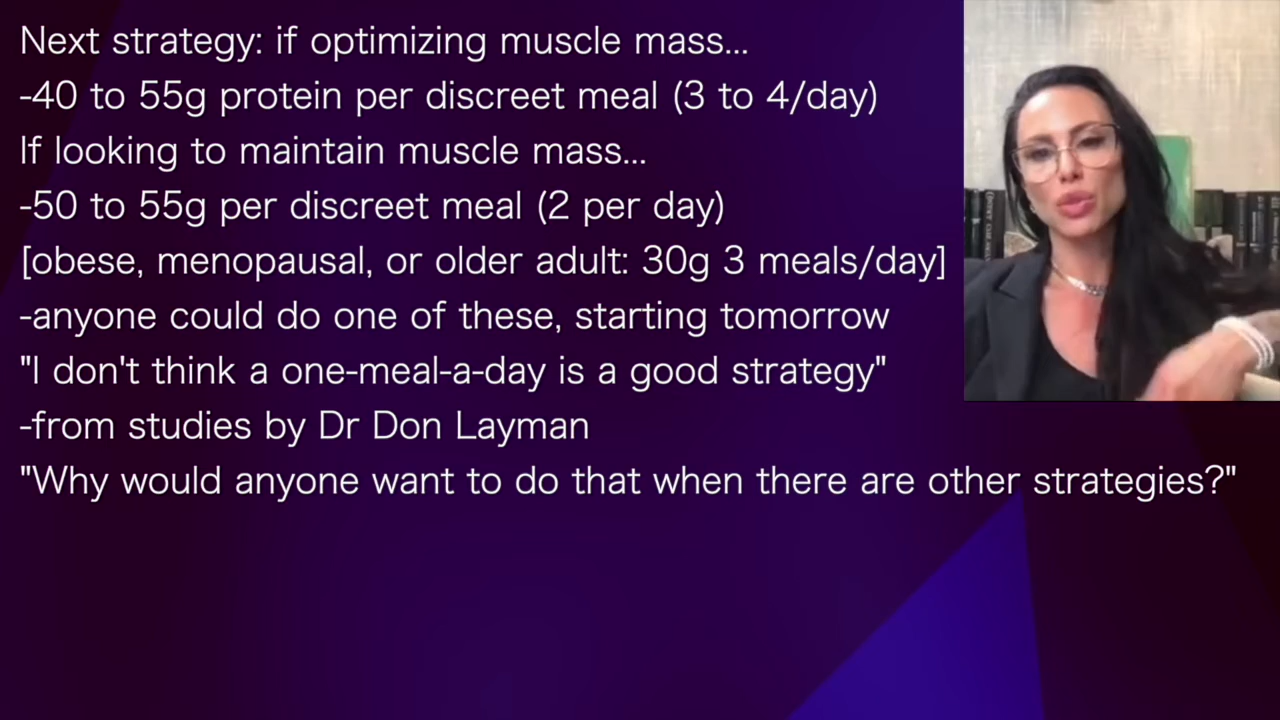 Next strategy: if optimizing muscle mass...
-40 to 55g protein per discreet meal (3 to 4/day)
If looking to maintain muscle mass...
-50 to 55g per discreet meal (2 per day)
[obese, menopausal, or older adult: 30g 3 meals/day]
-anyone could do one of these, starting tomorrow
"I don't think a one-meal-a-day is a good strategy"
-from studies by Dr Don Layman
"Why would anyone want to do that when there are other strategies?"